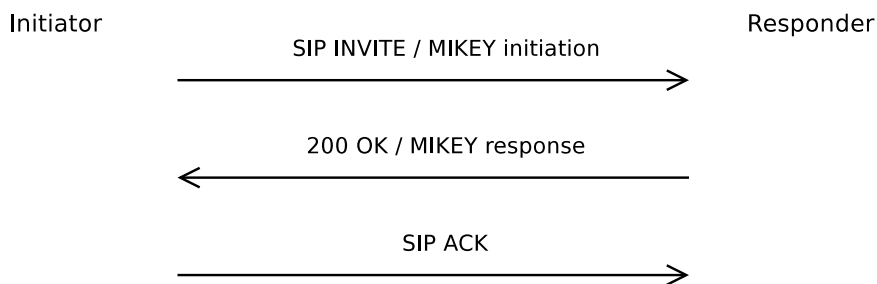 Initiator
Responder
SIP INVITE / MIKEY initiation
200 OK / MIKEY response
SIP ACK